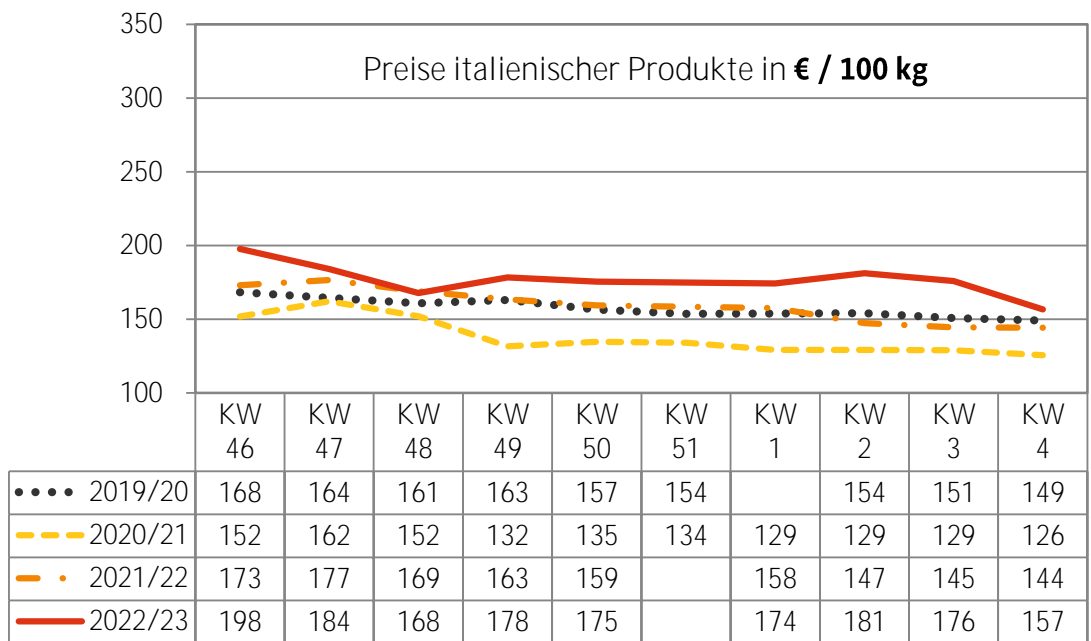 350
Preise italienischer Produkte in € / 100 kg
300
250
200
150
100
KW 46 KW 47 KW 48 KW 49 KW 50 KW 51 KW 1 KW 2 KW 3 KW 4
2019/20 168 164 161 163 157 154 154 151 149
2020/21 152 162 152 132 135 134 129 129 129 126
2021/22 173 177 169 163 159 158 147 145 144
2022/23 198 184 168 178 175 174 181 176 157